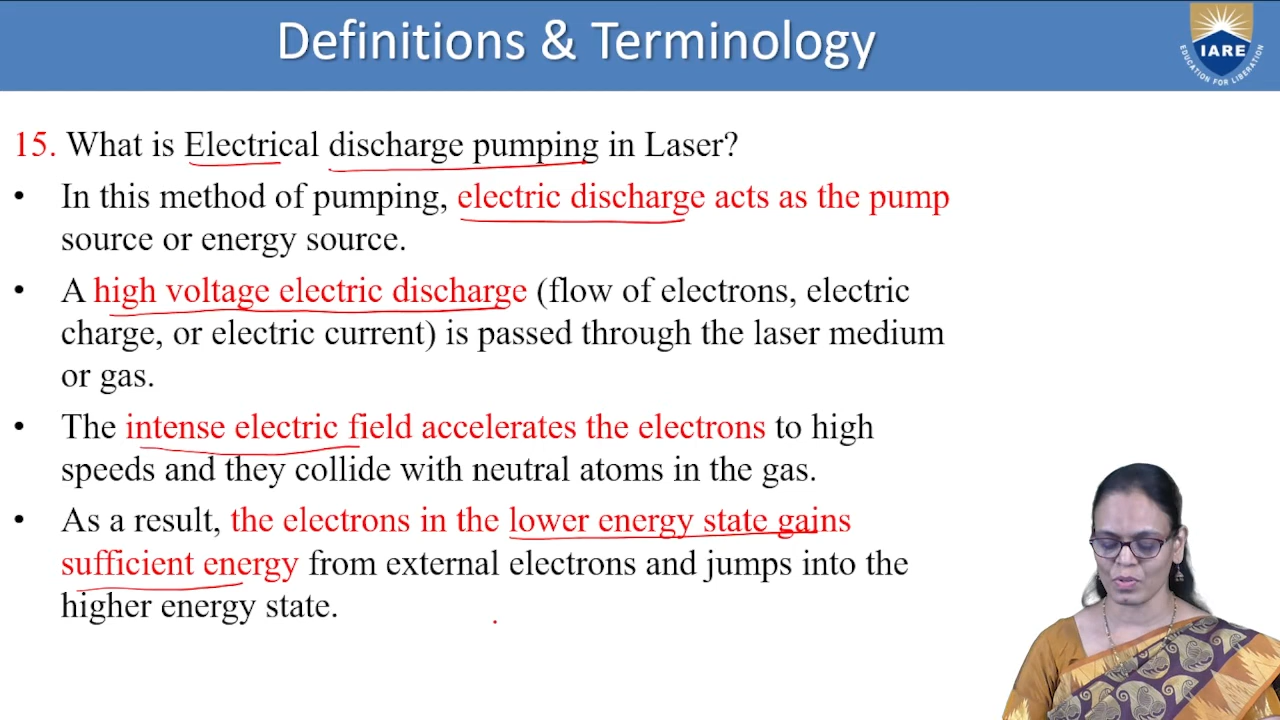 Definitions & Terminology
IARE
EDUCATION FOR LIBERATION
15. What is Electrical discharge pumping in Laser?
• In this method of pumping, electric discharge acts as the pump
source or energy source.
• A high voltage electric discharge (flow of electrons, electric
charge, or electric current) is passed through the laser medium
or gas.
• The intense electric field accelerates the electrons to high
speeds and they collide with neutral atoms in the gas.
• As a result, the electrons in the lower energy state gains
sufficient energy from external electrons and jumps into the
higher energy state.